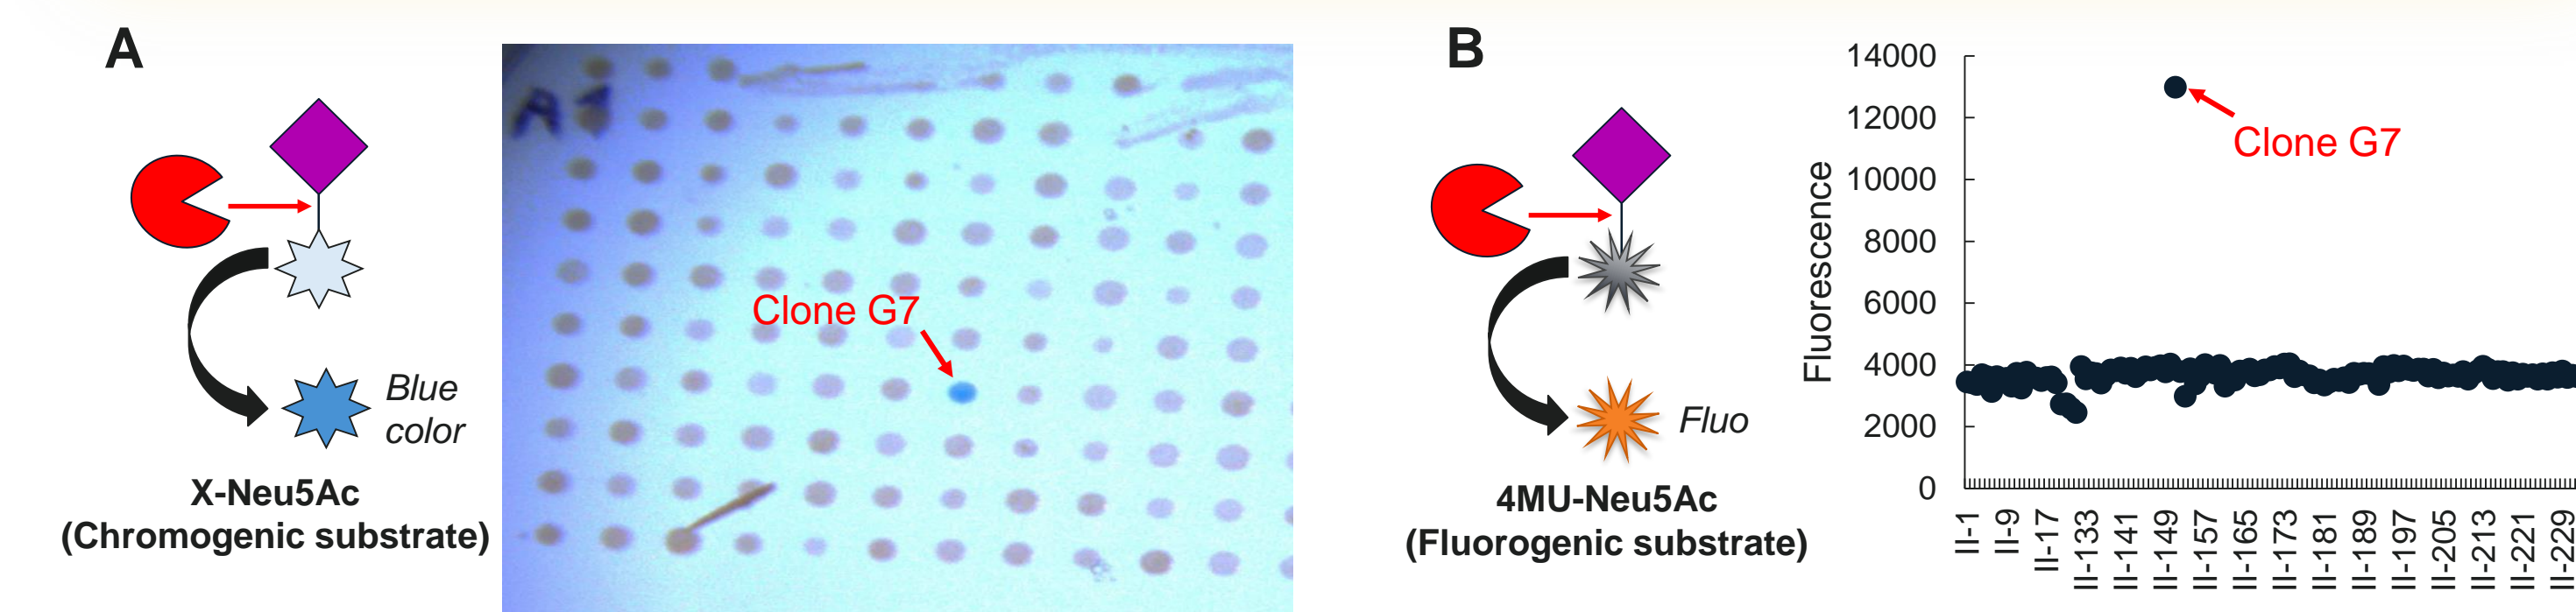 A
A1
Clone G7
Blue
color
X-Neu5Ac
(Chromogenic substrate)
B
Fluo
4MU-Neu5Ac
(Fluorogenic substrate)
Fluorescence
14000
12000
10000
8000
6000
4000
2000
0
Clone G7
II-1
II-9
II-17
II-133
II-141
II-149
II-157
II-165
II-173
II-181
II-189
II-197
II-205
II-213
II-221
II-229